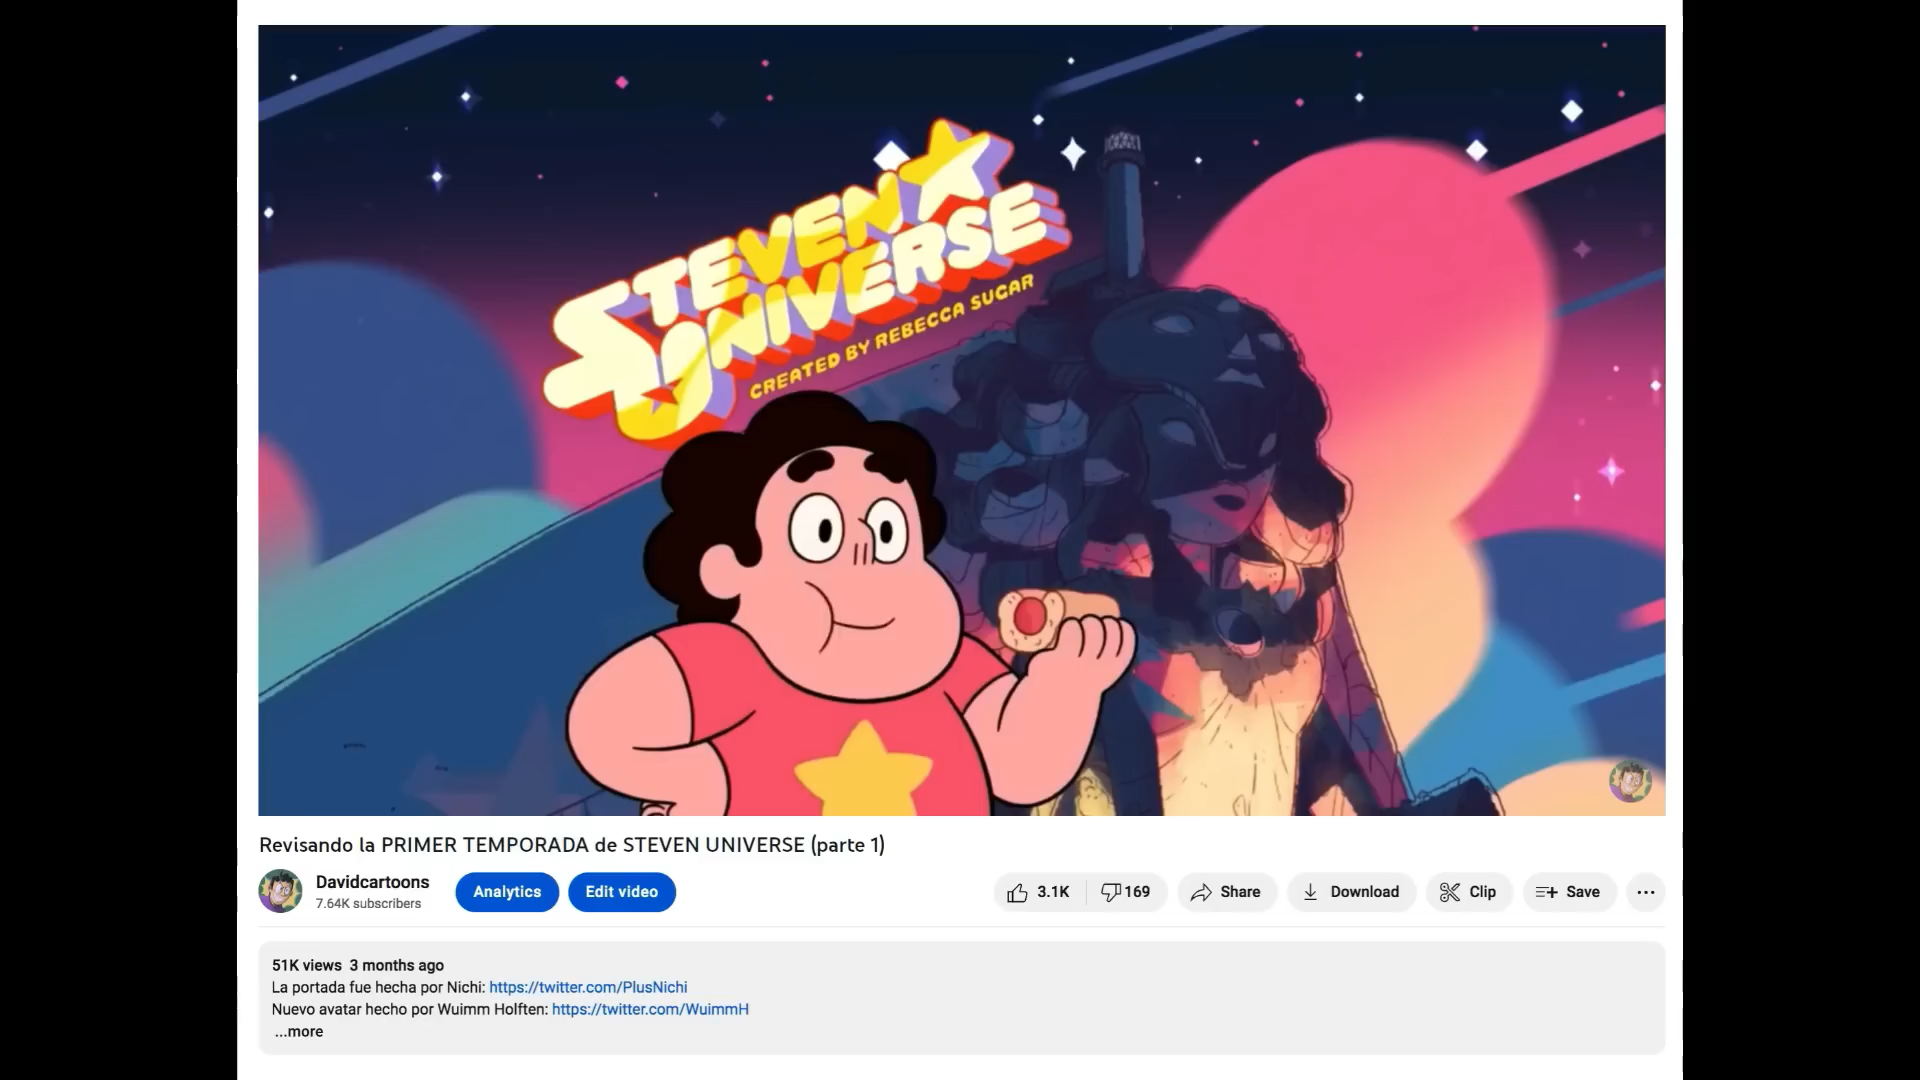 STEVEN
UNIVERSE
CREATED BY REBECCA SUGAR
Revisando la PRIMER TEMPORADA de STEVEN UNIVERSE (parte 1)
Davidcartoons
7.64K subscribers
Analytics
Edit video
3.1K
169
Share
Download
Clip
Save
51K views 3 months ago
La portada fue hecha por Nichi: https://twitter.com/PlusNichi
Nuevo avatar hecho por Wuimm Holften: https://twitter.com/WuimmH
...more